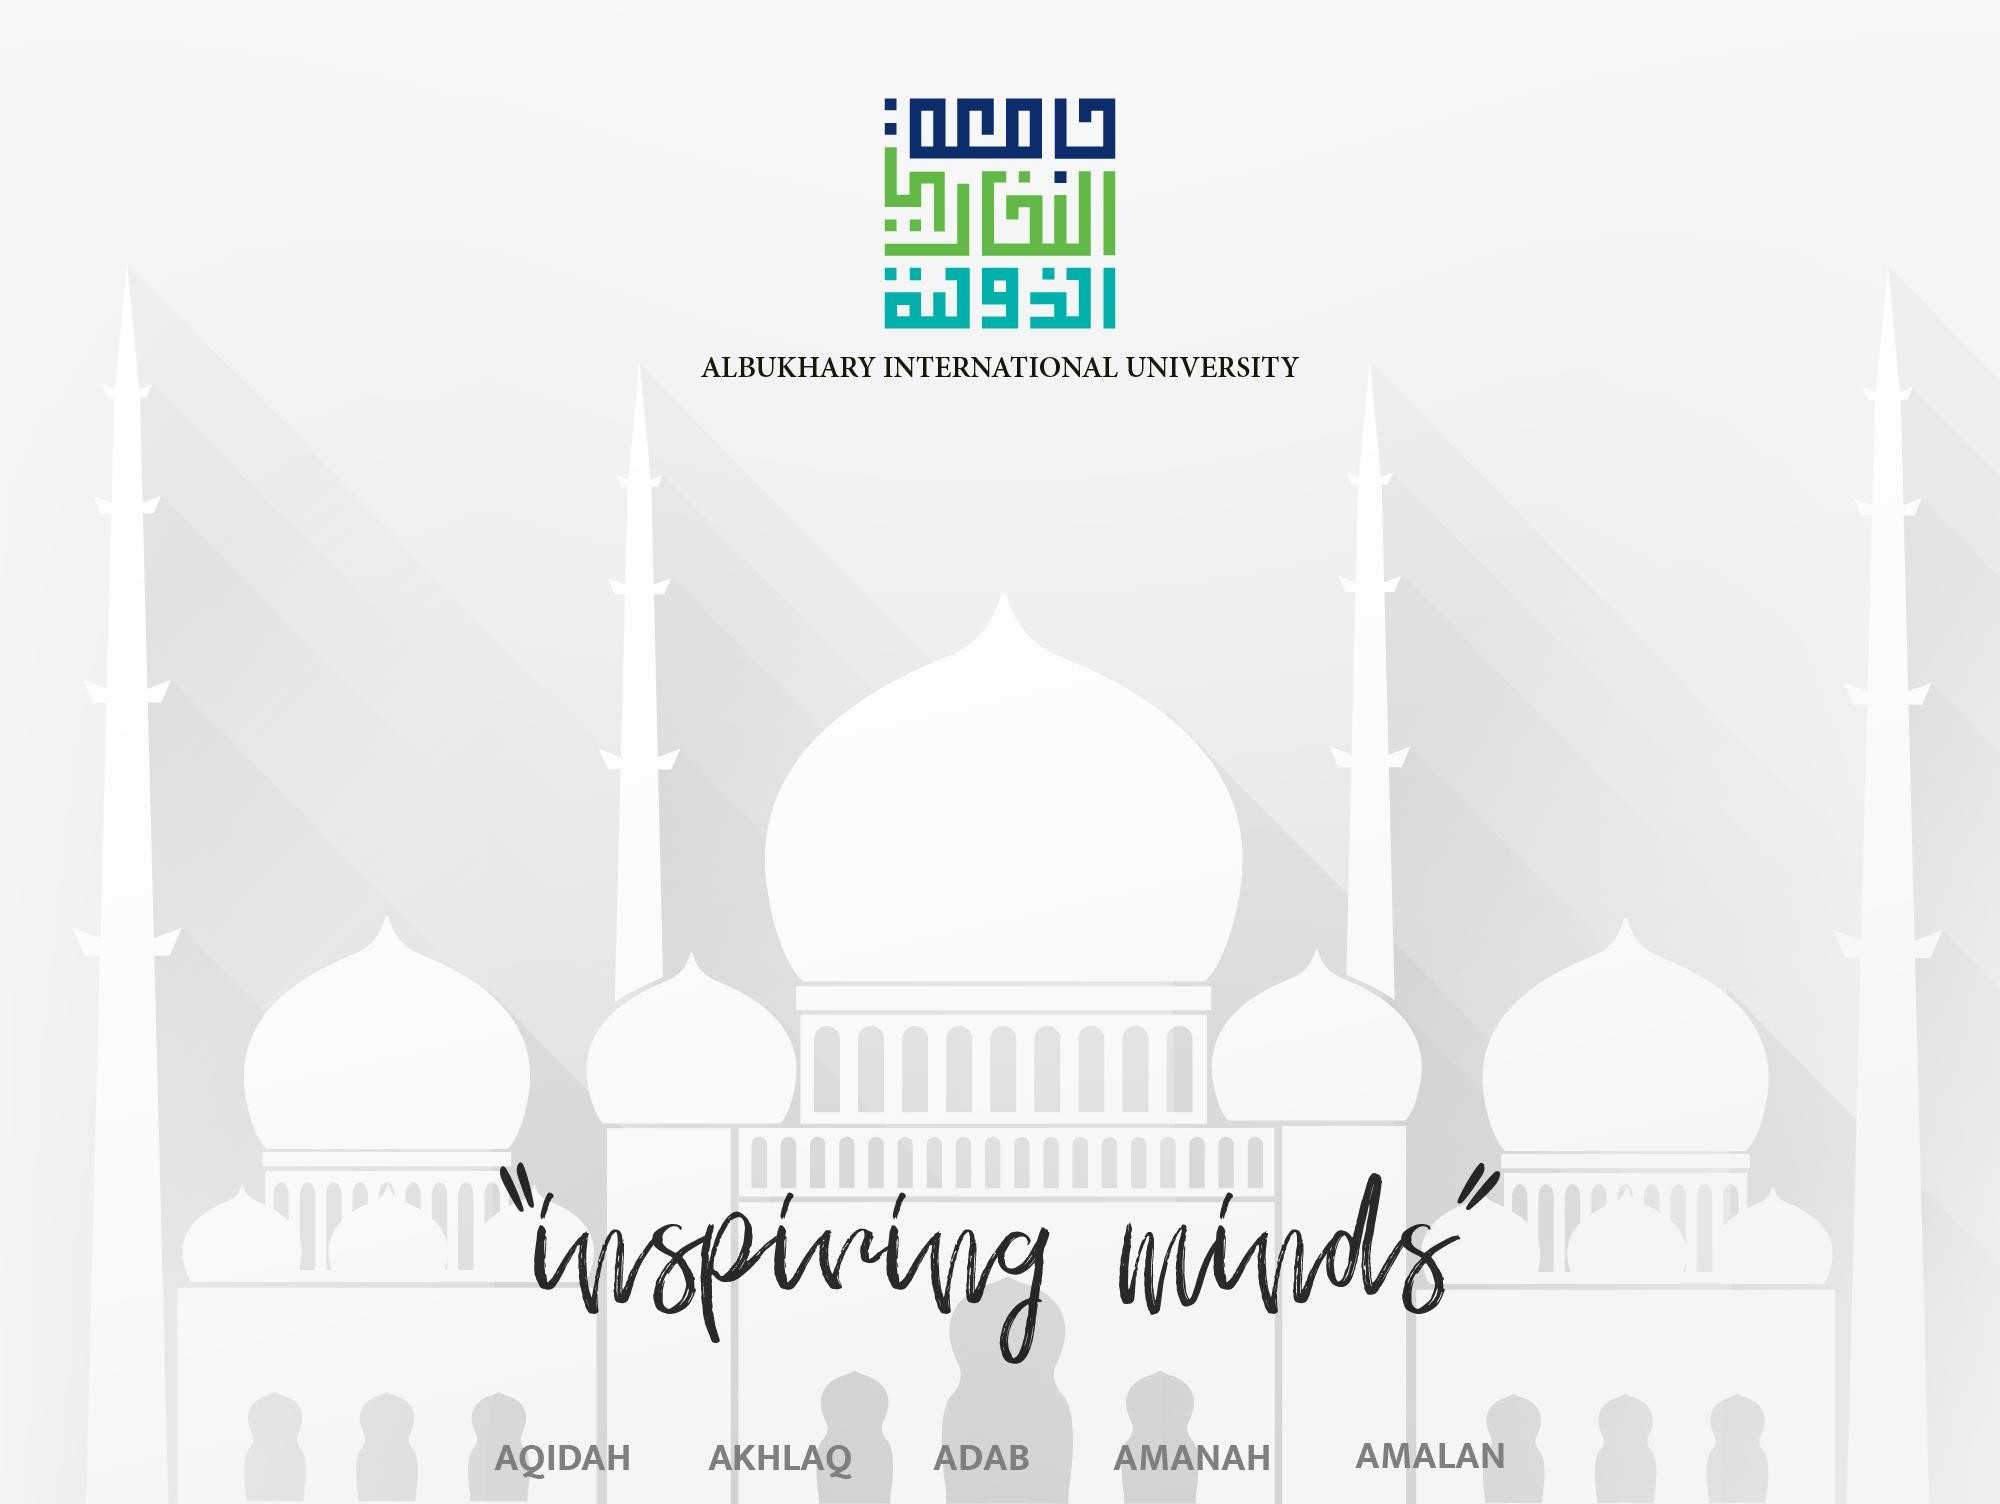 جامعة
البخاري
الدولية
ALBUKHARY INTERNATIONAL UNIVERSITY
"inspiring minds"
AQIDAH AKHLAQ ADAB AMANAH AMALAN